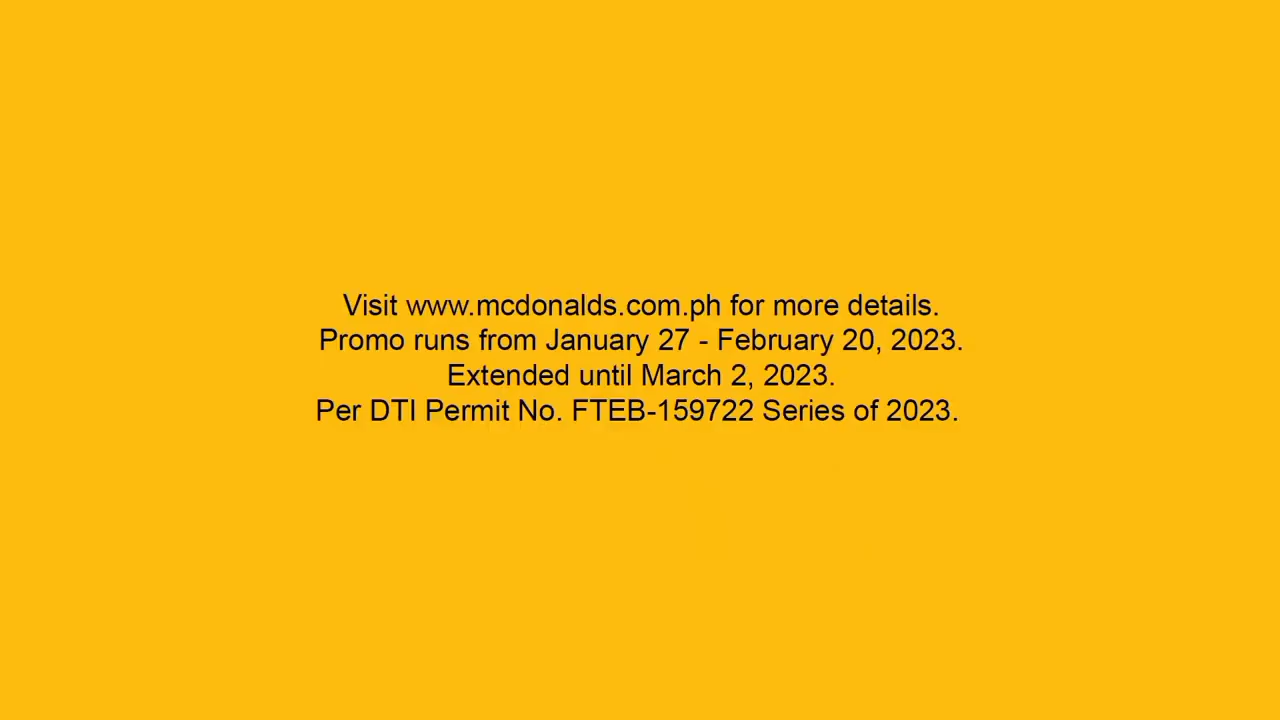 Visit www.mcdonalds.com.ph for more details.
Promo runs from January 27 - February 20, 2023.
Extended until March 2, 2023.
Per DTI Permit No. FTEB-159722 Series of 2023.